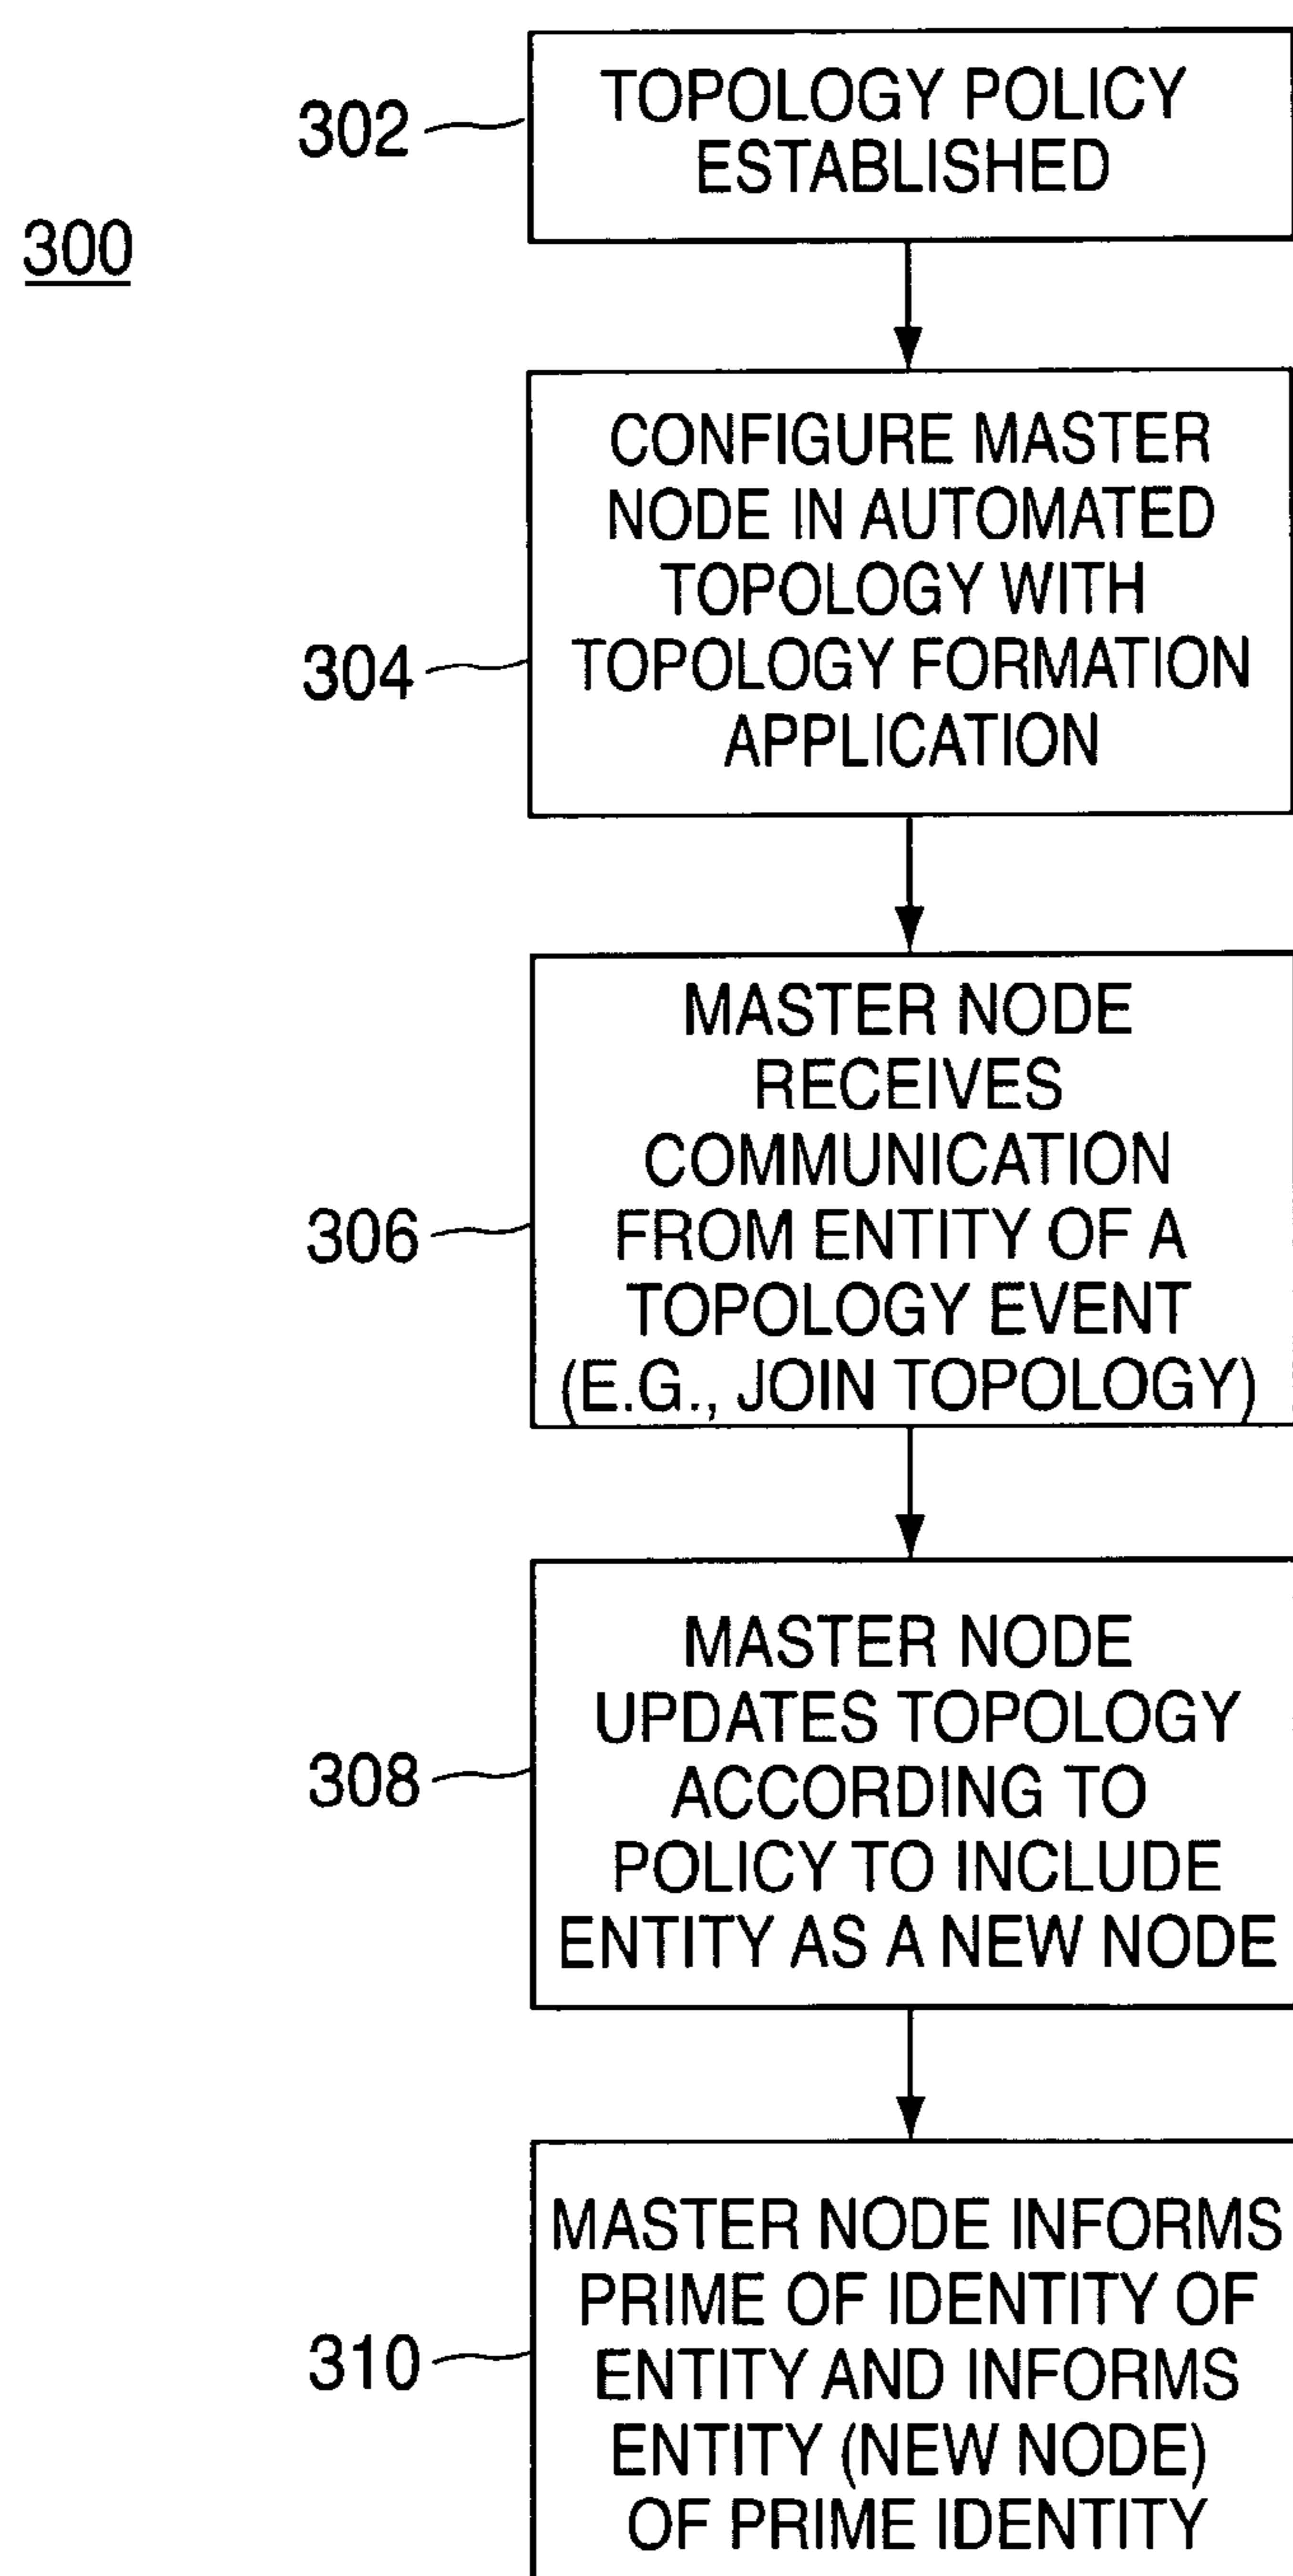 302
TOPOLOGY POLICY
ESTABLISHED
300
304
CONFIGURE MASTER
NODE IN AUTOMATED
TOPOLOGY WITH
TOPOLOGY FORMATION
APPLICATION
306
MASTER NODE
RECEIVES
COMMUNICATION
FROM ENTITY OF A
TOPOLOGY EVENT
(E.G., JOIN TOPOLOGY)
308
MASTER NODE
UPDATES TOPOLOGY
ACCORDING TO
POLICY TO INCLUDE
ENTITY AS A NEW NODE
310
MASTER NODE INFORMS
PRIME OF IDENTITY OF
ENTITY AND INFORMS
ENTITY (NEW NODE)
OF PRIME IDENTITY